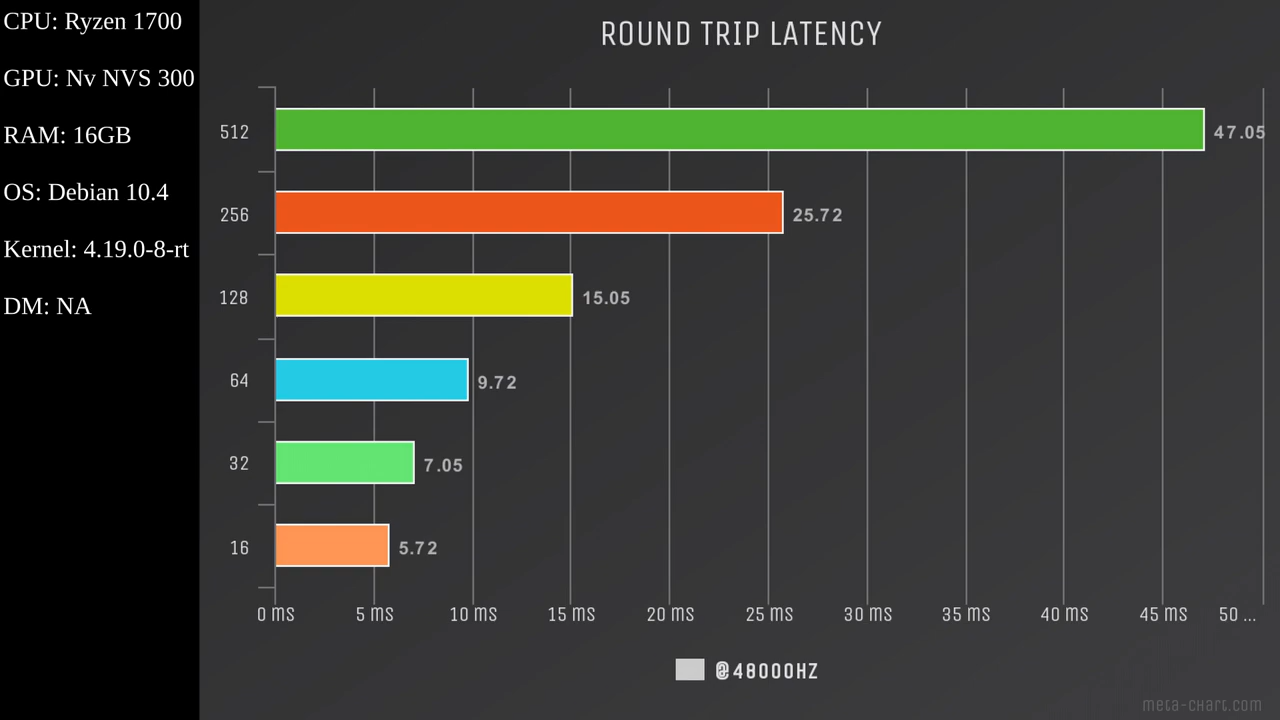 CPU: Ryzen 1700
GPU: Nv NVS 300
RAM: 16GB
OS: Debian 10.4
Kernel: 4.19.0-8-rt
DM: NA
ROUND TRIP LATENCY
512 47.05
256 25.72
128 15.05
64 9.72
32 7.05
16 5.72
0 ms 5 ms 10 ms 15 ms 20 ms 25 ms 30 ms 35 ms 40 ms 45 ms 50 ...
@48000HZ
meta-chart.com